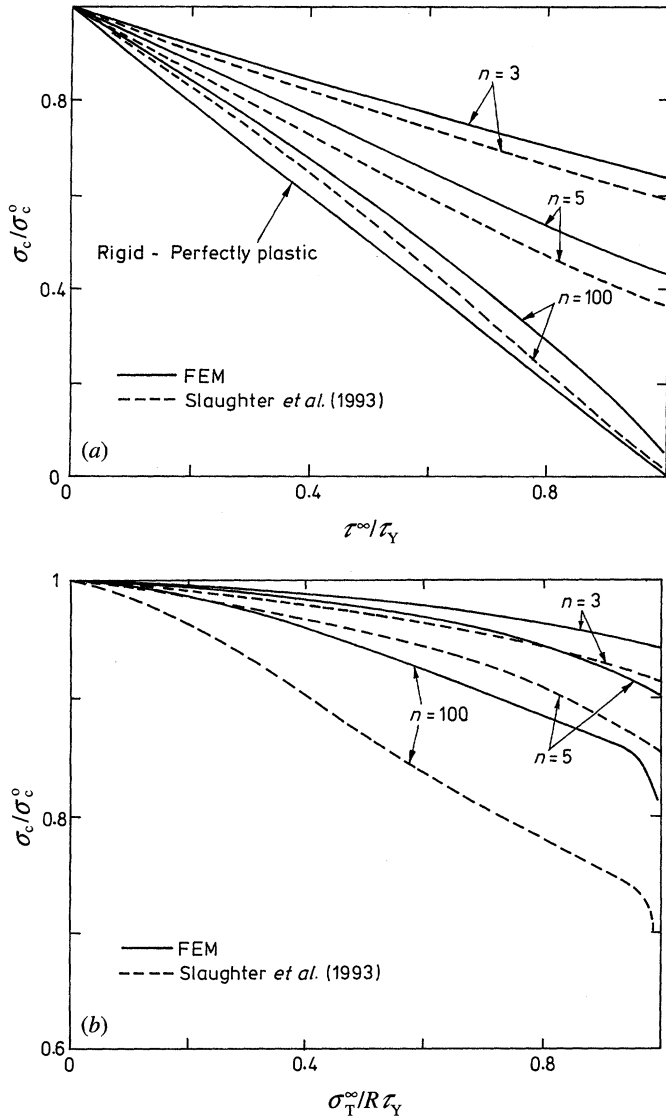 0.8
n = 3
σc/σc°
n = 5
Rigid - Perfectly plastic
0.4
n = 100
FEM
Slaughter et al. (1993)
(a)
0
0 0.4 0.8
τ∞/τY
1
n = 3
n = 100
n = 5
σc/σc°
0.8
FEM
Slaughter et al. (1993)
(b)
0.6
0 0.4 0.8
σT∞/RτY